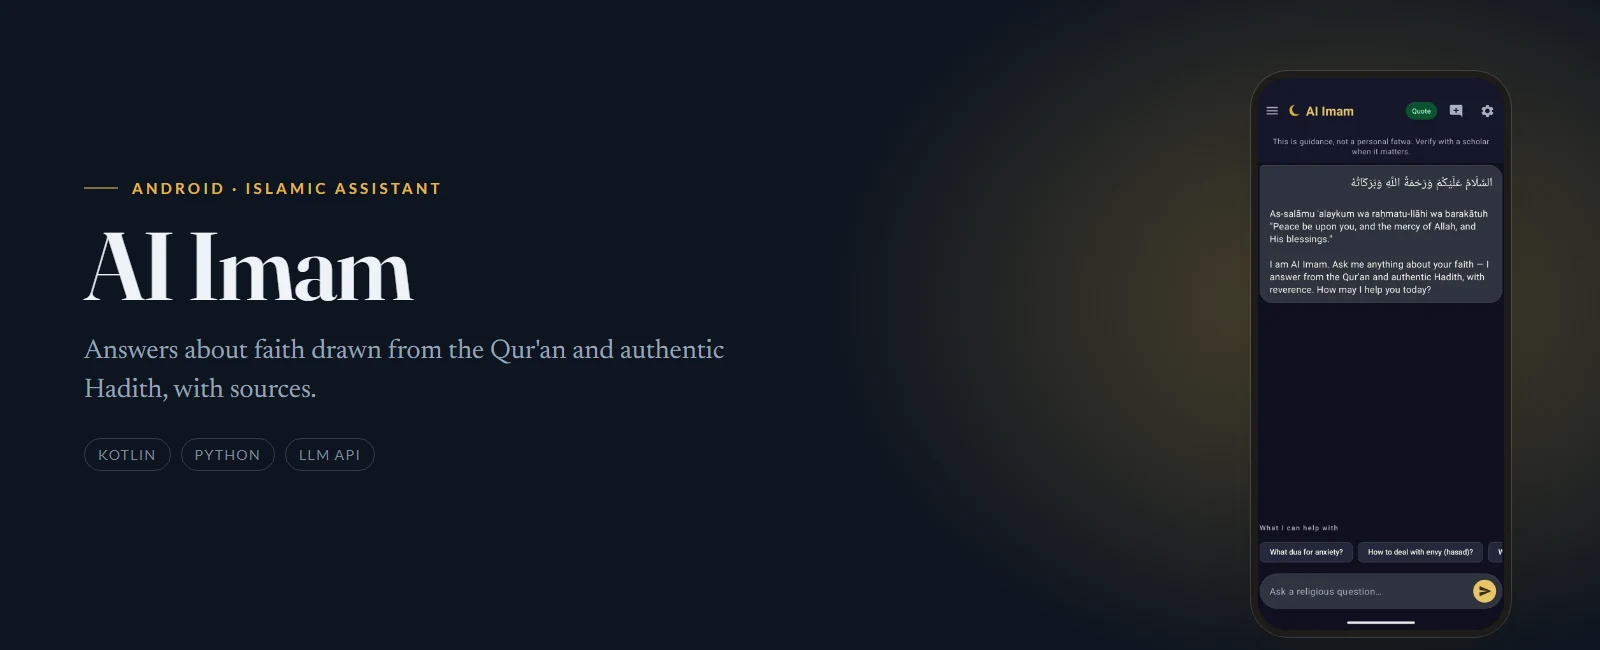 ANDROID · ISLAMIC ASSISTANT
AI Imam
Answers about faith drawn from the Qur'an and authentic
Hadith, with sources.
KOTLIN
PYTHON
LLM API
AI Imam
Quote
This is guidance, not a personal fatwa. Verify with a scholar
when it matters.
اَلسَّلَامُ عَلَيْكُمْ وَرَحْمَةُ اللَّهِ وَبَرَكَاتُهُ
As-salāmu ʿalaykum wa raḥmatu-llāhi wa barakātuh
"Peace be upon you, and the mercy of Allah, and
His blessings."
I am AI Imam. Ask me anything about your faith — I
answer from the Qur'an and authentic Hadith, with
reverence. How may I help you today?
What I can help with
What dua for anxiety?
How to deal with envy (hasad)?
Ask a religious question...